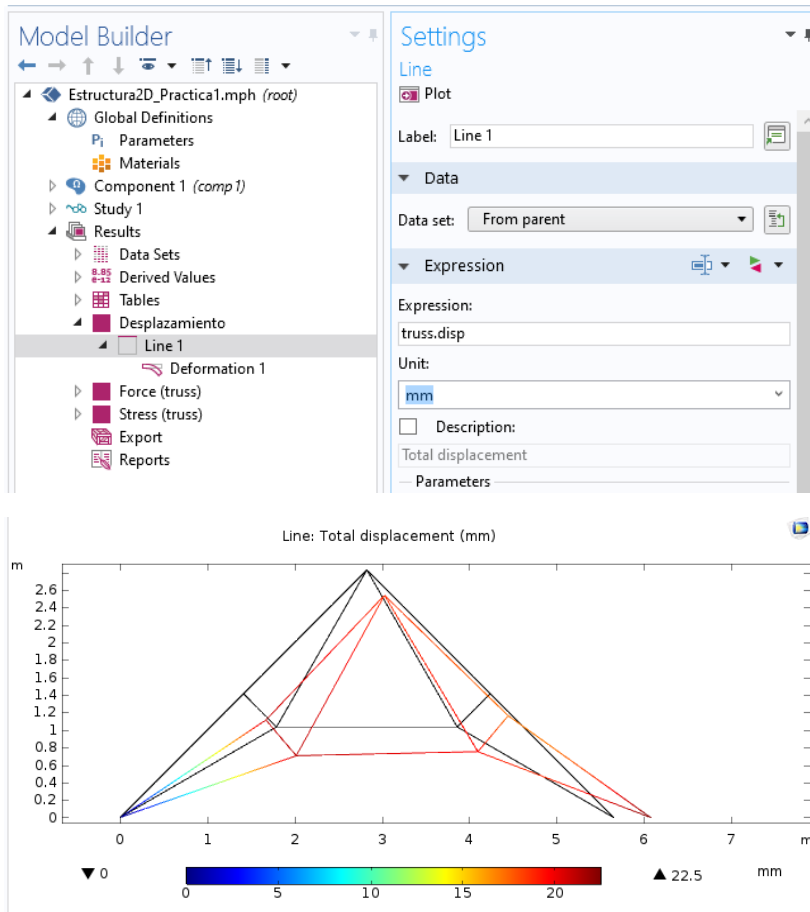 Model Builder
Estructura2D_Practica1.mph (root)
Global Definitions
Pi Parameters
Materials
Component 1 (comp1)
Study 1
Results
Data Sets
8.85
e-12 Derived Values
Tables
Desplazamiento
Line 1
Deformation 1
Force (truss)
Stress (truss)
Export
Reports
Settings
Line
Plot
Label: Line 1
Data
Data set: From parent
Expression
Expression:
truss.disp
Unit:
mm
Description:
Total displacement
Parameters
Line: Total displacement (mm)
m
2.6
2.4
2.2
2
1.8
1.6
1.4
1.2
1
0.8
0.6
0.4
0.2
0
0 1 2 3 4 5 6 7 m
▼ 0 ▲ 22.5 mm
0 5 10 15 20